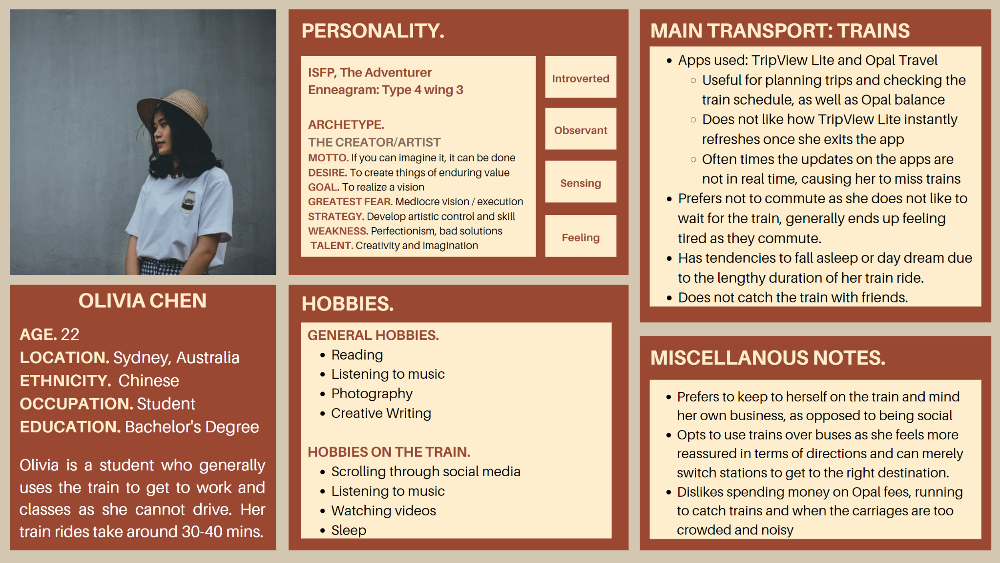 OLIVIA CHEN
AGE. 22
LOCATION. Sydney, Australia
ETHNICITY. Chinese
OCCUPATION. Student
EDUCATION. Bachelor's Degree
Olivia is a student who generally
uses the train to get to work and
classes as she cannot drive. Her
train rides take around 30-40 mins.
PERSONALITY.
ISFP, The Adventurer
Enneagram: Type 4 wing 3
ARCHETYPE.
THE CREATOR/ARTIST
MOTTO. If you can imagine it, it can be done
DESIRE. To create things of enduring value
GOAL. To realize a vision
GREATEST FEAR. Mediocre vision / execution
STRATEGY. Develop artistic control and skill
WEAKNESS. Perfectionism, bad solutions
TALENT. Creativity and imagination
Introverted
Observant
Sensing
Feeling
HOBBIES.
GENERAL HOBBIES.
• Reading
• Listening to music
• Photography
• Creative Writing
HOBBIES ON THE TRAIN.
• Scrolling through social media
• Listening to music
• Watching videos
• Sleep
MAIN TRANSPORT: TRAINS
• Apps used: TripView Lite and Opal Travel
○ Useful for planning trips and checking the
train schedule, as well as Opal balance
○ Does not like how TripView Lite instantly
refreshes once she exits the app
○ Often times the updates on the apps are
not in real time, causing her to miss trains
• Prefers not to commute as she does not like to
wait for the train, generally ends up feeling
tired as they commute.
• Has tendencies to fall asleep or day dream due
to the lengthy duration of her train ride.
• Does not catch the train with friends.
MISCELLANOUS NOTES.
• Prefers to keep to herself on the train and mind
her own business, as opposed to being social
• Opts to use trains over buses as she feels more
reassured in terms of directions and can merely
switch stations to get to the right destination.
• Dislikes spending money on Opal fees, running
to catch trains and when the carriages are too
crowded and noisy